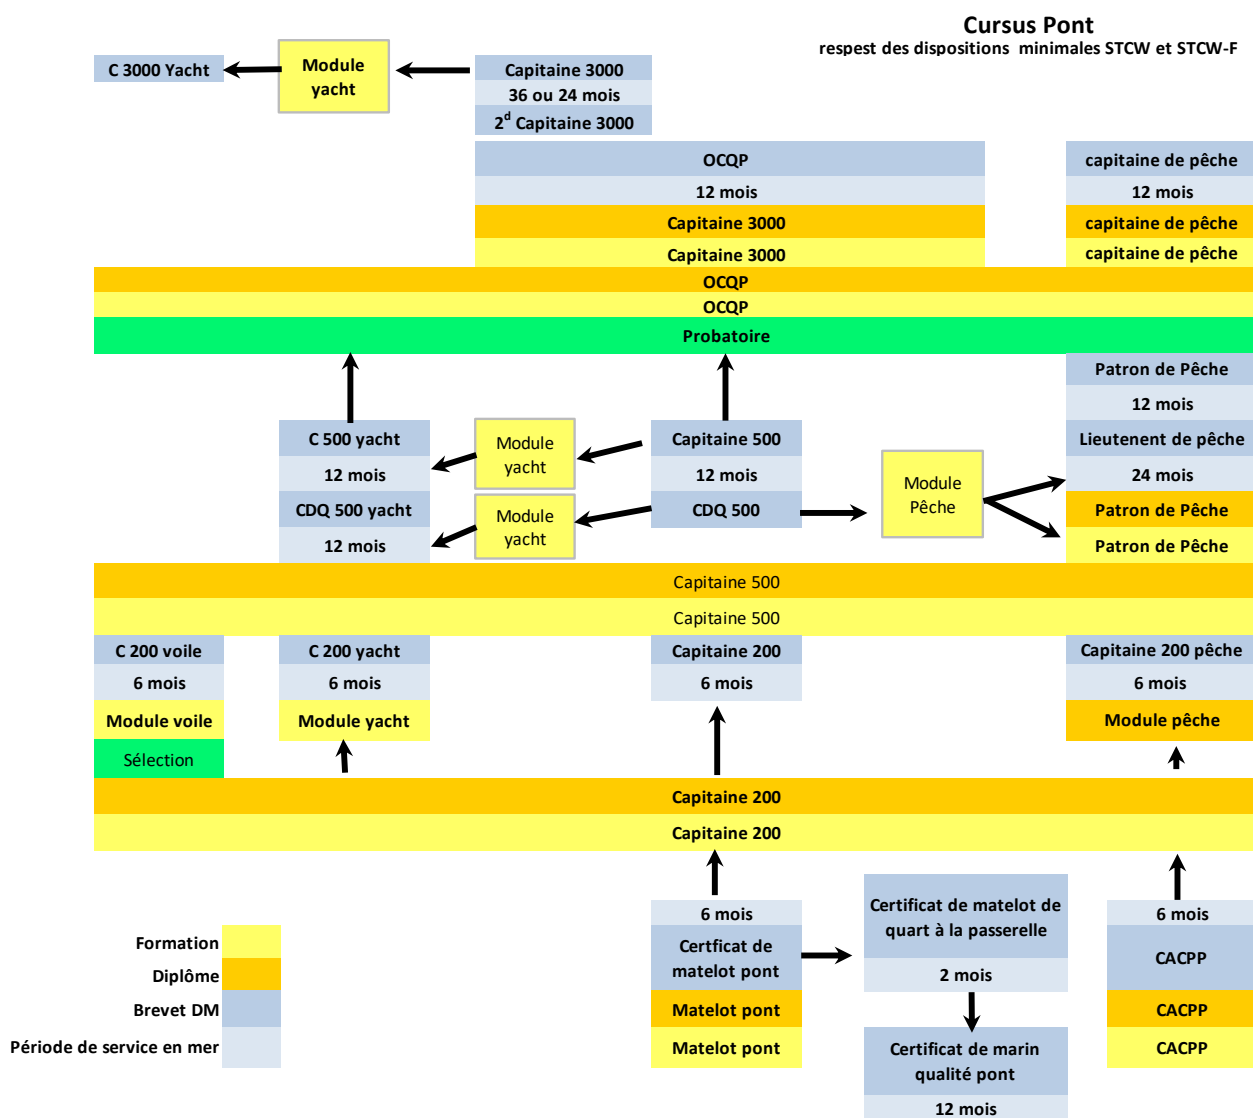 Cursus Pont
respest des dispositions minimales STCW et STCW-F
C 3000 Yacht
Module
yacht
Capitaine 3000
36 ou 24 mois
2d Capitaine 3000
OCQP
12 mois
Capitaine 3000
Capitaine 3000
capitaine de pêche
12 mois
capitaine de pêche
capitaine de pêche
OCQP
OCQP
Probatoire
C 500 yacht
12 mois
CDQ 500 yacht
12 mois
Module
yacht
Module
yacht
Capitaine 500
12 mois
CDQ 500
Module
Pêche
Patron de Pêche
12 mois
Lieutenent de pêche
24 mois
Patron de Pêche
Patron de Pêche
Capitaine 500
Capitaine 500
C 200 voile
6 mois
Module voile
Sélection
C 200 yacht
6 mois
Module yacht
Capitaine 200
6 mois
Capitaine 200 pêche
6 mois
Module pêche
Capitaine 200
Capitaine 200
6 mois
Certficat de
matelot pont
Matelot pont
Matelot pont
Certificat de matelot de
quart à la passerelle
2 mois
Certificat de marin
qualité pont
12 mois
6 mois
CACPP
CACPP
CACPP
Formation
Diplôme
Brevet DM
Période de service en mer